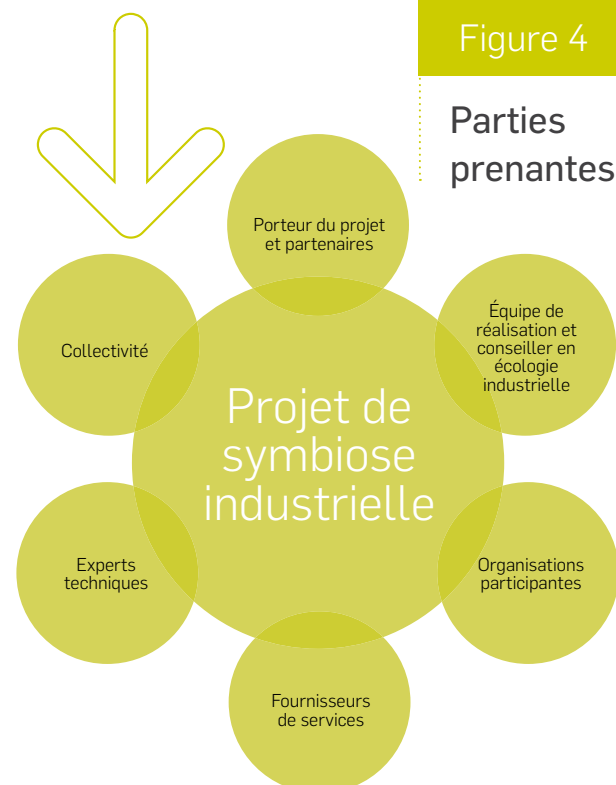 Figure 4
Parties
prenantes
Porteur du projet
et partenaires
Équipe de
réalisation et
conseiller en
écologie
industrielle
Collectivité
Projet de
symbiose
industrielle
Experts
techniques
Organisations
participantes
Fournisseurs
de services